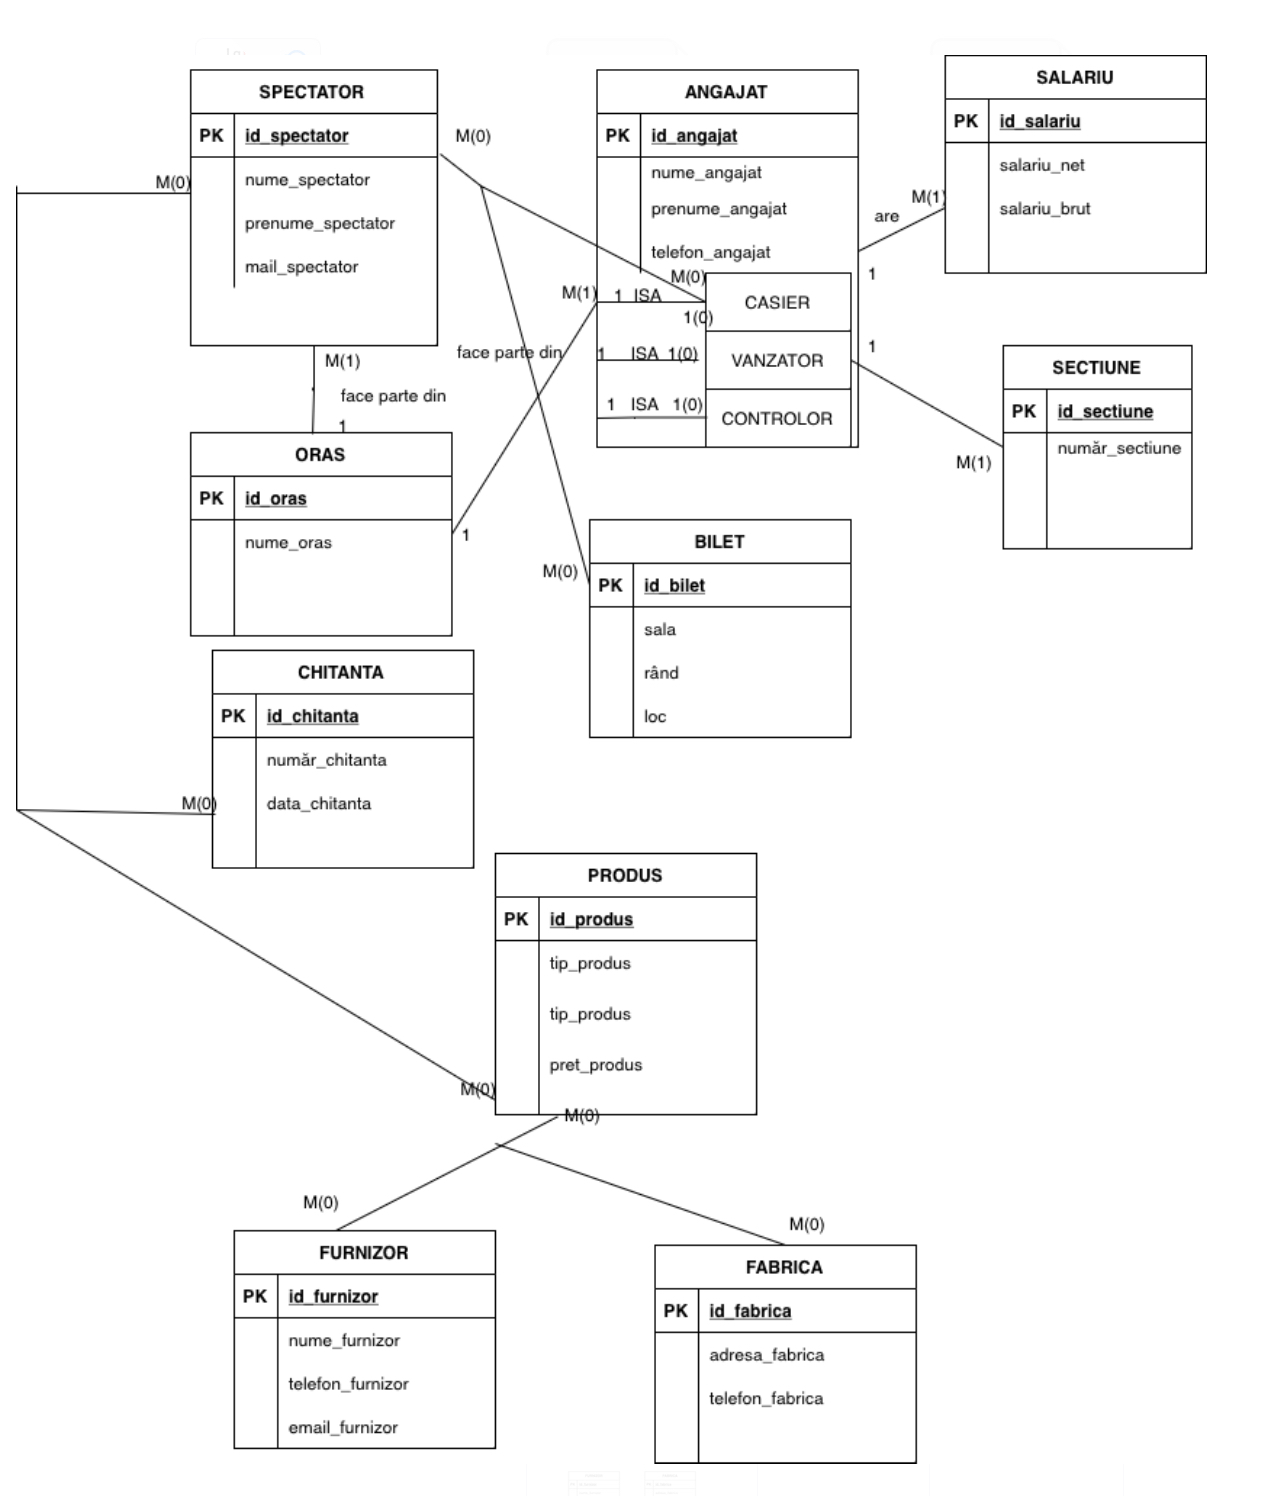 SPECTATOR
PK id_spectator
nume_spectator
prenume_spectator
mail_spectator
M(0)
M(0)
ANGAJAT
PK id_angajat
nume_angajat
prenume_angajat
telefon_angajat
SALARIU
PK id_salariu
salariu_net
salariu_brut
M(1)
are
1
M(0)
M(1)
1 ISA
1(0)
CASIER
1 ISA 1(0)
VANZATOR
1 ISA 1(0)
CONTROLOR
1
M(1)
SECTIUNE
PK id_sectiune
număr_sectiune
M(1)
face parte din
1
face parte din
1
ORAS
PK id_oras
nume_oras
M(0)
BILET
PK id_bilet
sala
rând
loc
CHITANTA
PK id_chitanta
număr_chitanta
data_chitanta
M(0)
PRODUS
PK id_produs
tip_produs
tip_produs
pret_produs
M(0)
M(0)
M(0)
M(0)
FURNIZOR
PK id_furnizor
nume_furnizor
telefon_furnizor
email_furnizor
FABRICA
PK id_fabrica
adresa_fabrica
telefon_fabrica